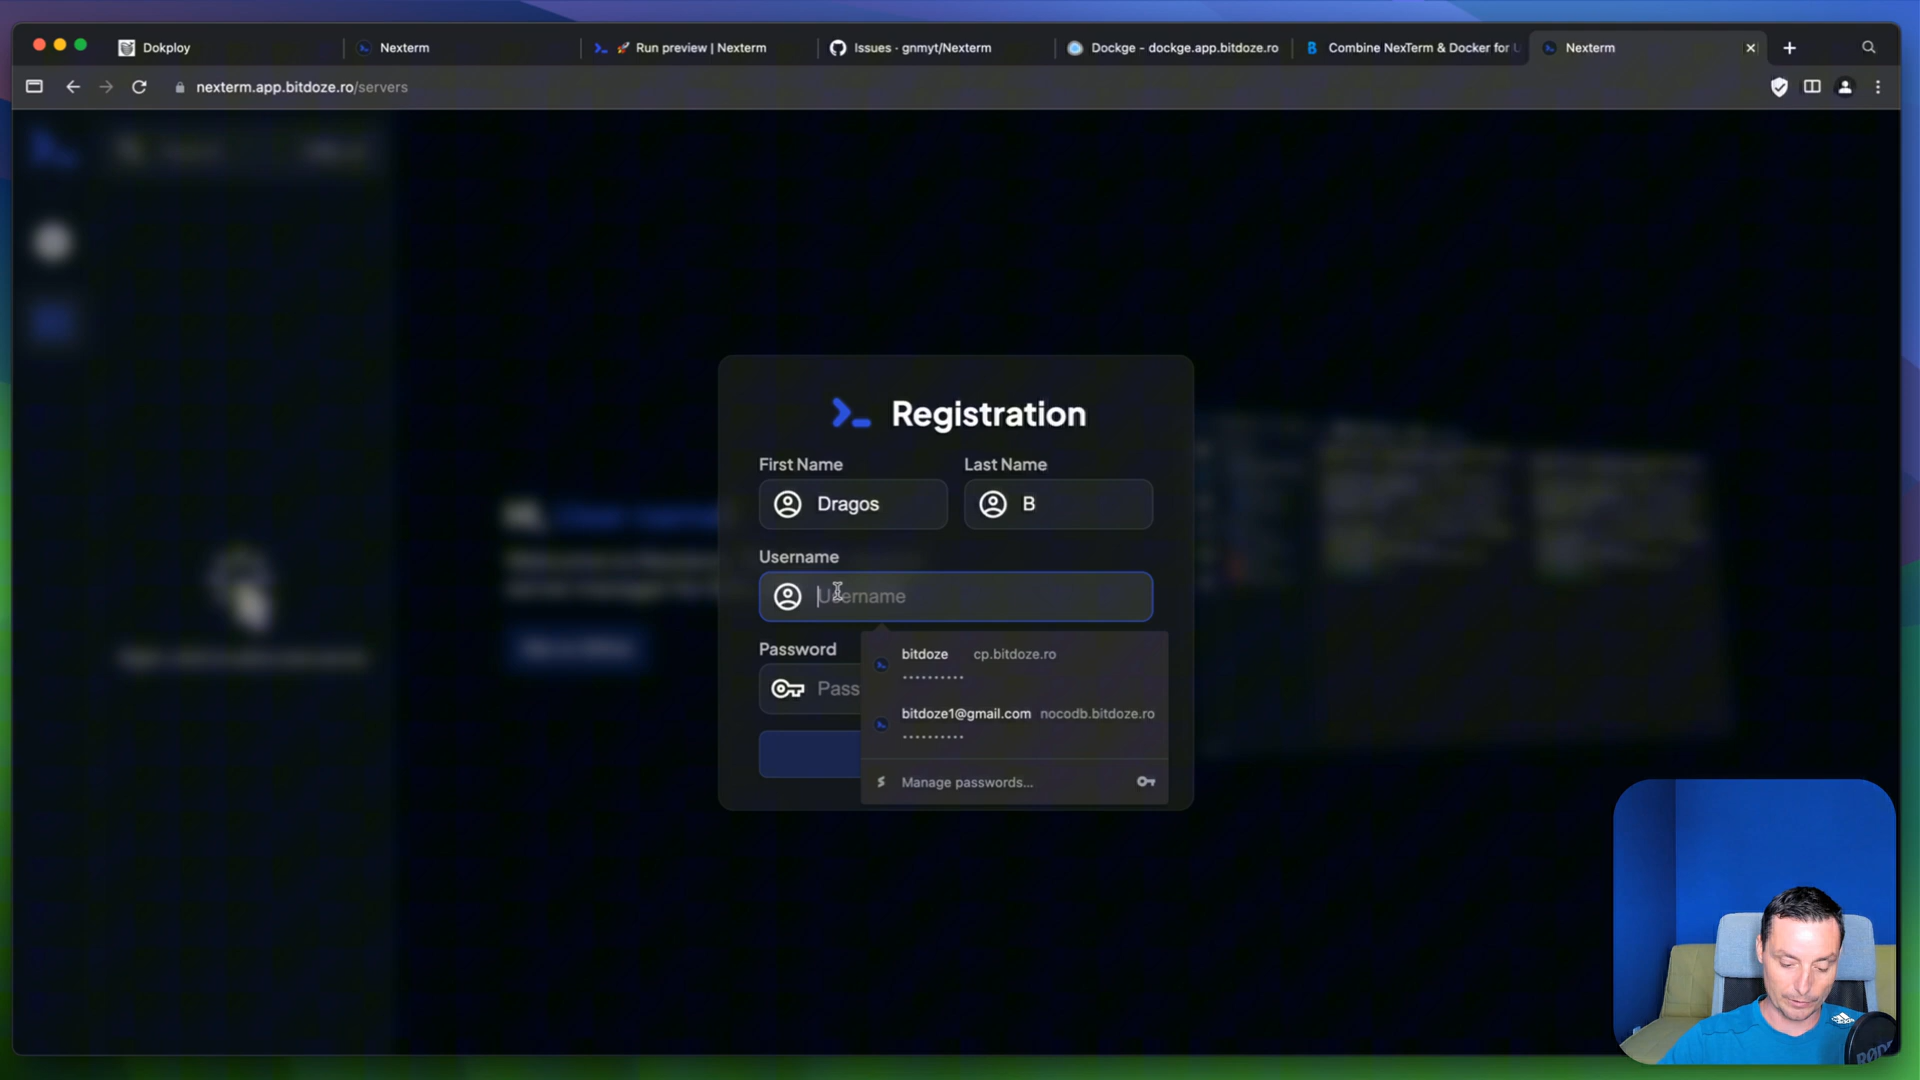 Dokploy
Nexterm
🚀 Run preview | Nexterm
Issues · gnmyt/Nexterm
Dockge - dockge.app.bitdoze.ro
Combine NexTerm & Docker for
Nexterm
nexterm.app.bitdoze.ro/servers
Registration
First Name
Last Name
Dragos
B
Username
Username
Password
Pass
bitdoze cp.bitdoze.ro
••••••••••
bitdoze1@gmail.com nocodb.bitdoze.ro
••••••••••
Manage passwords...
RØDE